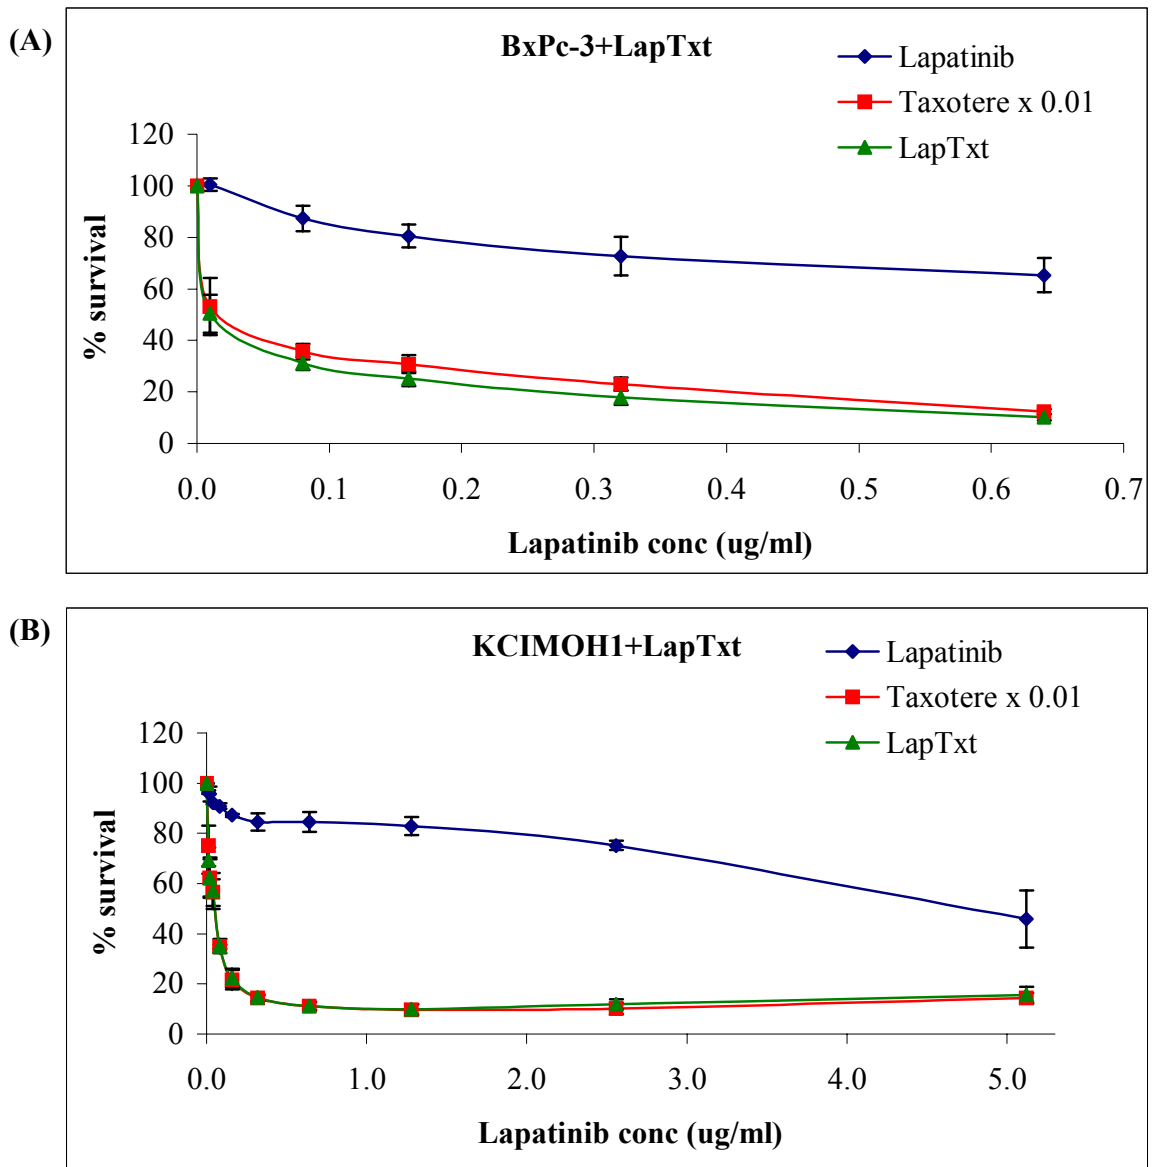 (A)
BxPc-3+LapTxt
Lapatinib
Taxotere x 0.01
LapTxt
120
100
80
60
40
20
0
% survival
0.0 0.1 0.2 0.3 0.4 0.5 0.6 0.7
Lapatinib conc (ug/ml)
(B)
KCIMOH1+LapTxt
Lapatinib
Taxotere x 0.01
LapTxt
120
100
80
60
40
20
0
% survival
0.0 1.0 2.0 3.0 4.0 5.0
Lapatinib conc (ug/ml)